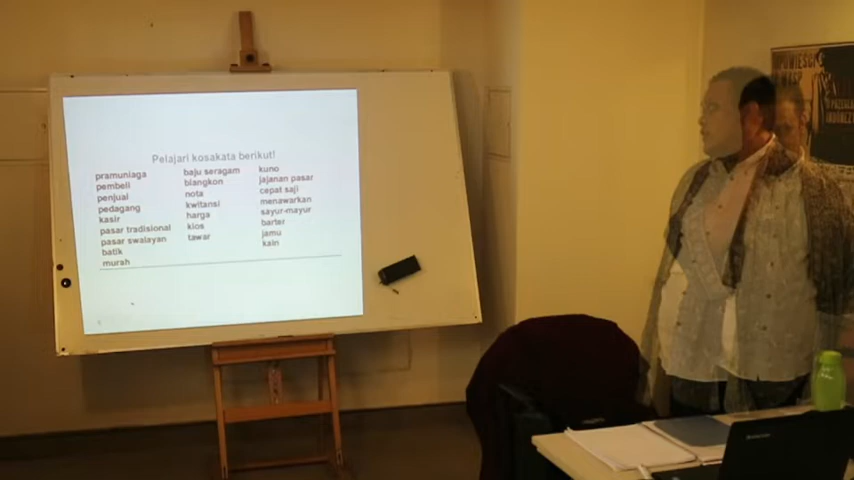 Pelajari kosakata berikut!
pramuniaga
pembeli
penjual
pedagang
kasir
pasar tradisional
pasar swalayan
batik
murah
baju seragam
blangkon
nota
kwitansi
harga
kios
tawar
kuno
jajanan pasar
cepat saji
menawarkan
sayur-mayur
barter
jamu
kain